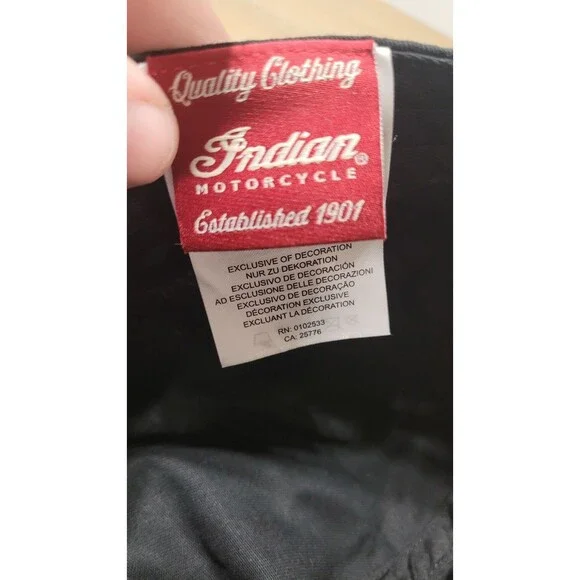 Quality Clothing
Indian®
MOTORCYCLE
Established 1901
EXCLUSIVE OF DECORATION
NUR ZU DEKORATION
EXCLUSIVO DE DECORACIÓN
AD ESCLUSIONE DELLE DECORAZIONI
EXCLUSIVO DE DECORAÇÃO
DÉCORATION EXCLUSIVE
EXCLUANT LA DÉCORATION
RN: 0102533
CA: 25776